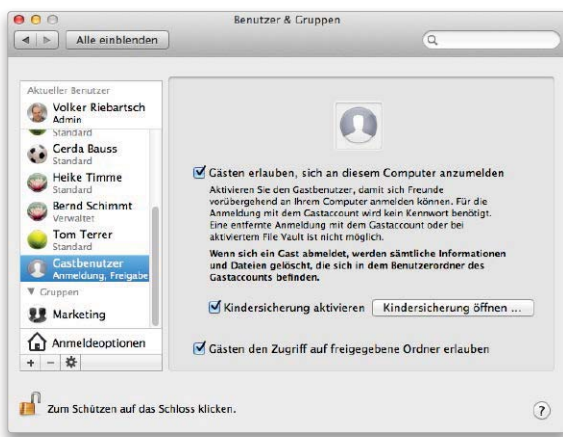 Benutzer & Gruppen
Alle einblenden
Aktueller Benutzer
Volker Riebartsch
Admin
Standard
Gerda Bauss
Standard
Heike Timme
Standard
Bernd Schimmt
Verwaltet
Tom Terrer
Standard
Gastbenutzer
Anmeldung, Freigabe
Gruppen
Marketing
Anmeldeoptionen
Gästen erlauben, sich an diesem Computer anzumelden
Aktivieren Sie den Gastbenutzer, damit sich Freunde
vorübergehend an Ihrem Computer anmelden können. Für die
Anmeldung mit dem Gastaccount wird kein Kennwort benötigt.
Eine entfernte Anmeldung mit dem Gastaccount oder bei
aktiviertem File Vault ist nicht möglich.
Wenn sich ein Gast abmeldet, werden sämtliche Informationen
und Dateien gelöscht, die sich in dem Benutzerordner des
Gastaccounts befinden.
Kindersicherung aktivieren
Kindersicherung öffnen ...
Gästen den Zugriff auf freigegebene Ordner erlauben
Zum Schützen auf das Schloss klicken.
?